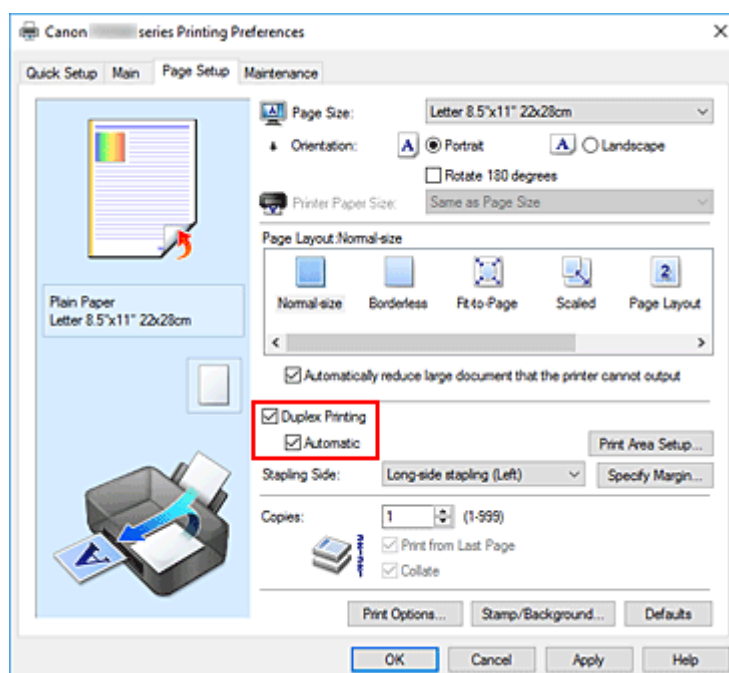 Canon series Printing Preferences
Quick Setup Main Page Setup Maintenance
Page Size: Letter 8.5"x11" 22x28cm
Orientation: A Portrait A Landscape
Rotate 180 degrees
Printer Paper Size: Same as Page Size
Page Layout:Normal-size
2
Normal-size Borderless Fit-to-Page Scaled Page Layout
Plain Paper
Letter 8.5"x11" 22x28cm
Automatically reduce large document that the printer cannot output
Duplex Printing
Automatic
Print Area Setup...
Stapling Side: Long-side stapling (Left) Specify Margin...
Copies: 1 (1-999)
Print from Last Page
Collate
A
Print Options... Stamp/Background... Defaults
OK Cancel Apply Help